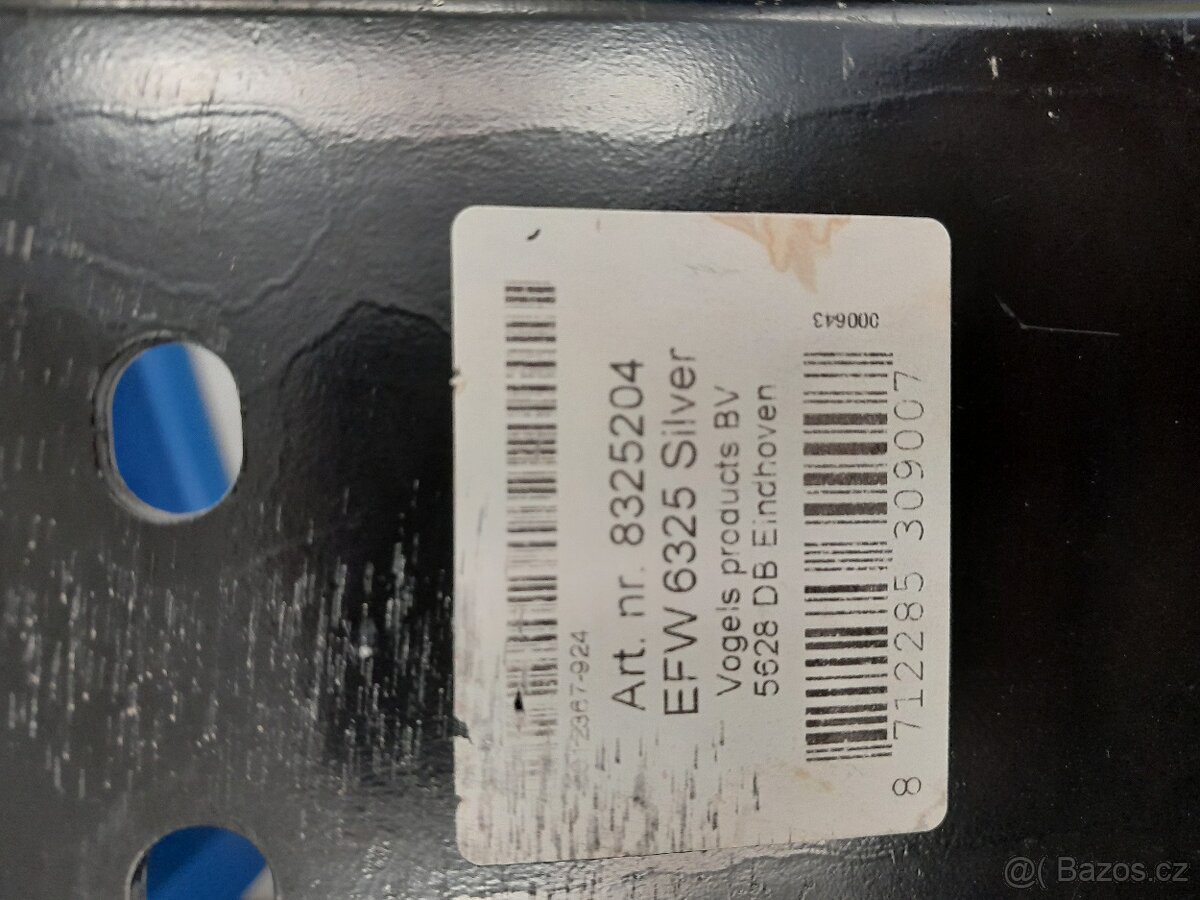 2367-924
Art. nr. 8325204
EFW 6325 Silver
Vogels products BV
5628 DB Eindhoven
000643
8 712285 309007
@( Bazos.cz